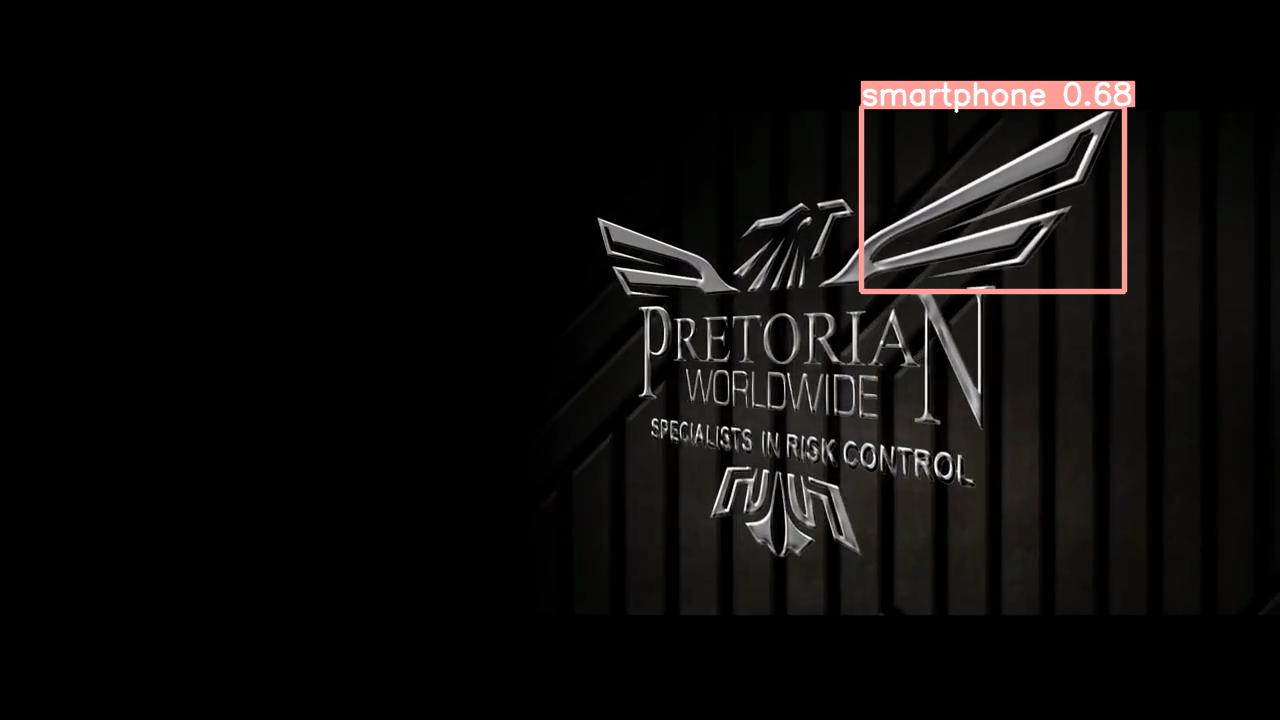 smartphone 0.68
PRETORIAN
WORLDWIDE
SPECIALISTS IN RISK CONTROL